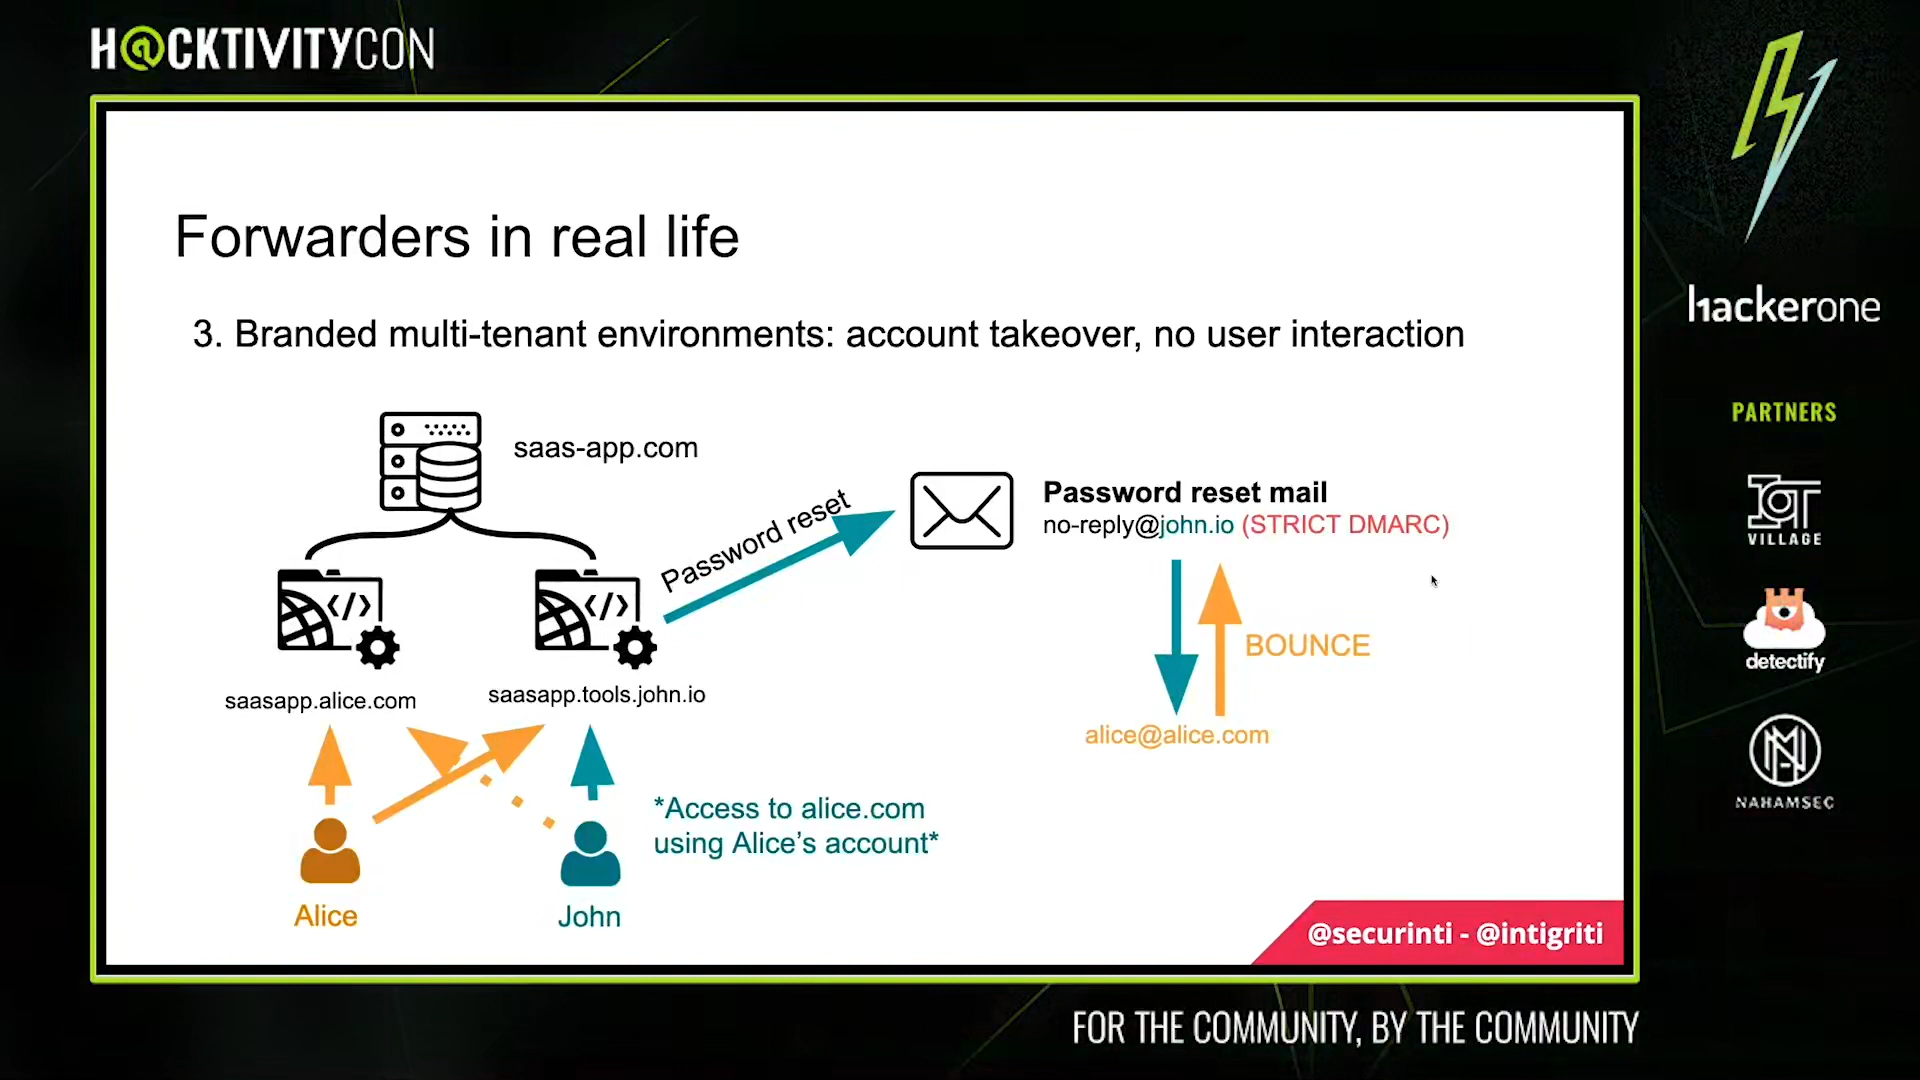 H@CKTIVITYCON
Forwarders in real life
3. Branded multi-tenant environments: account takeover, no user interaction
saas-app.com
Password reset
Password reset mail
no-reply@john.io (STRICT DMARC)
</>
</>
BOUNCE
saasapp.alice.com
saasapp.tools.john.io
alice@alice.com
*Access to alice.com
using Alice's account*
Alice
John
@securinti - @intigriti
hackerone
PARTNERS
IOT
VILLAGE
detectify
NAHAMSEC
FOR THE COMMUNITY, BY THE COMMUNITY